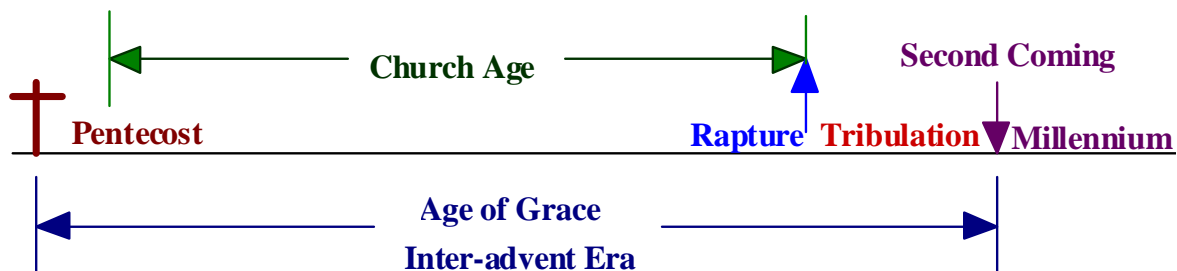 Church Age
Second Coming
Pentecost
Rapture
Tribulation
Millennium
Age of Grace
Inter-advent Era